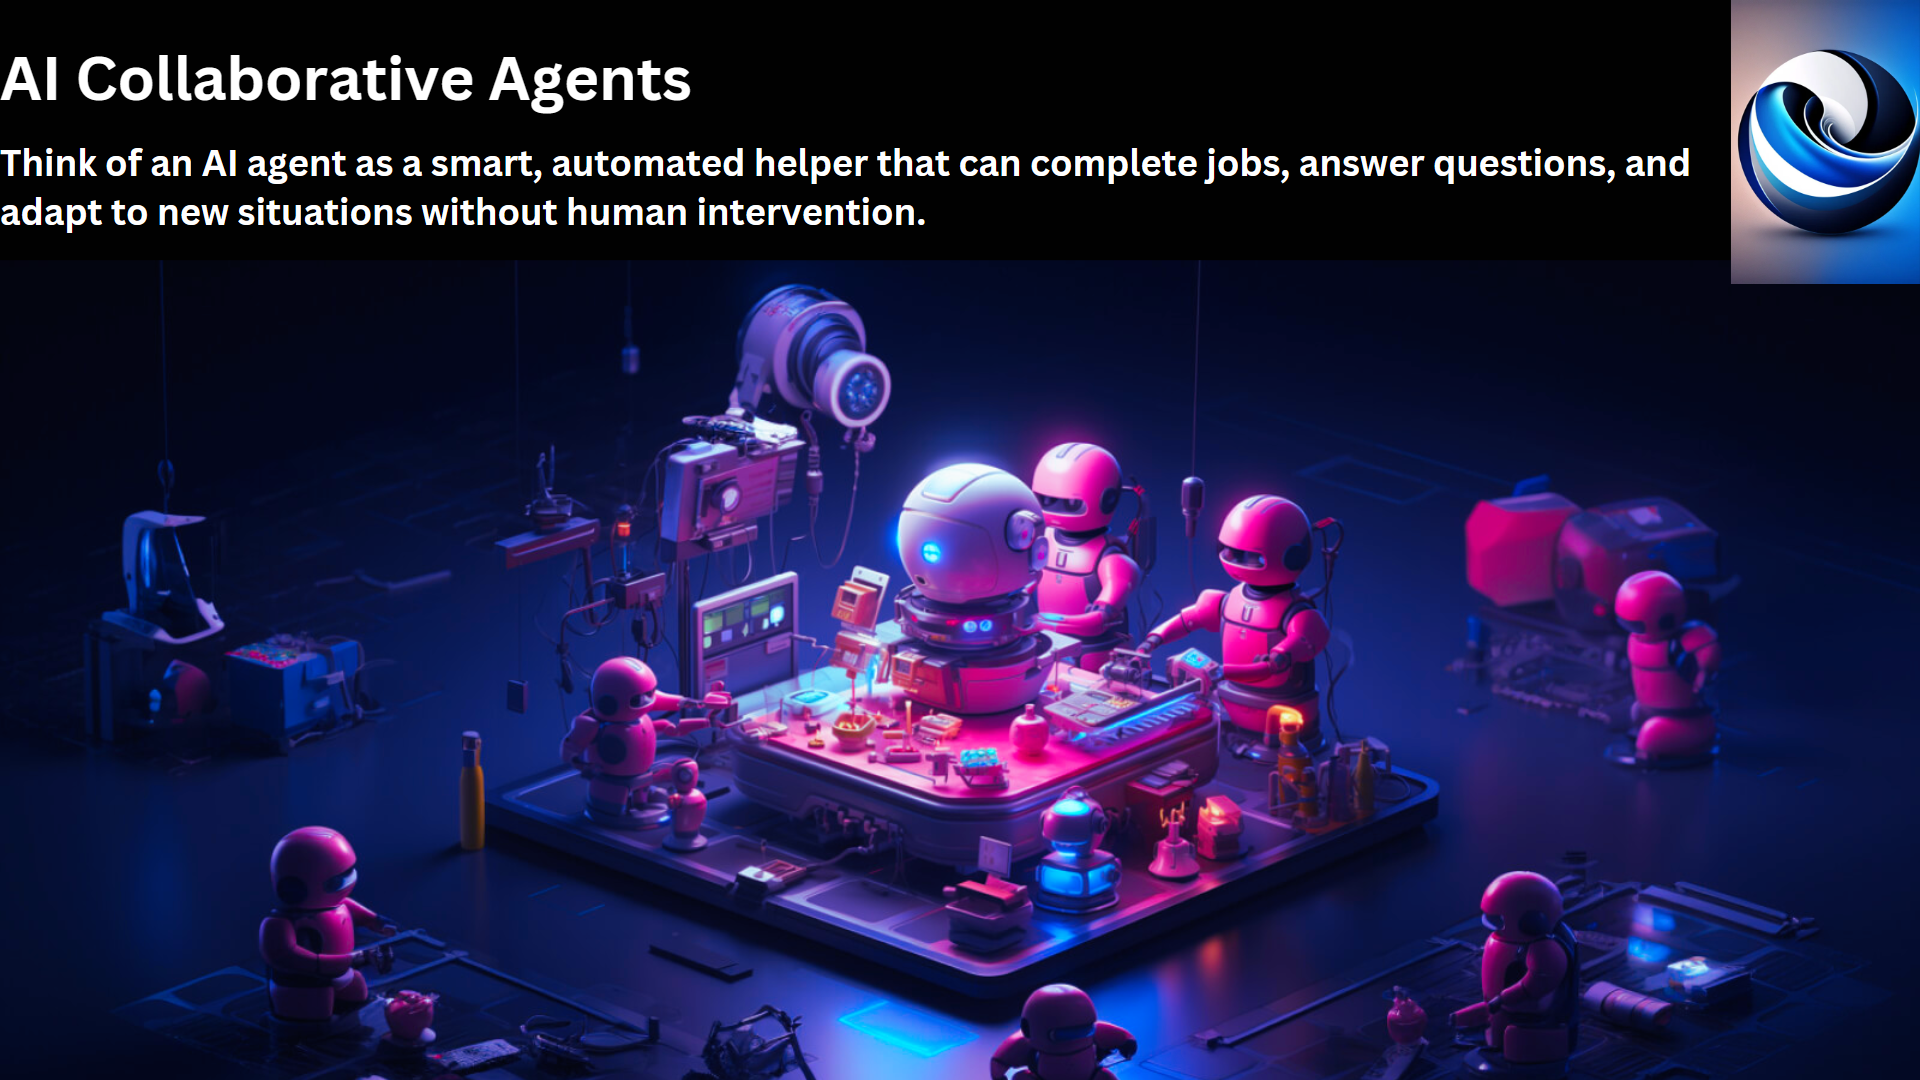 AI Collaborative Agents
Think of an AI agent as a smart, automated helper that can complete jobs, answer questions, and
adapt to new situations without human intervention.